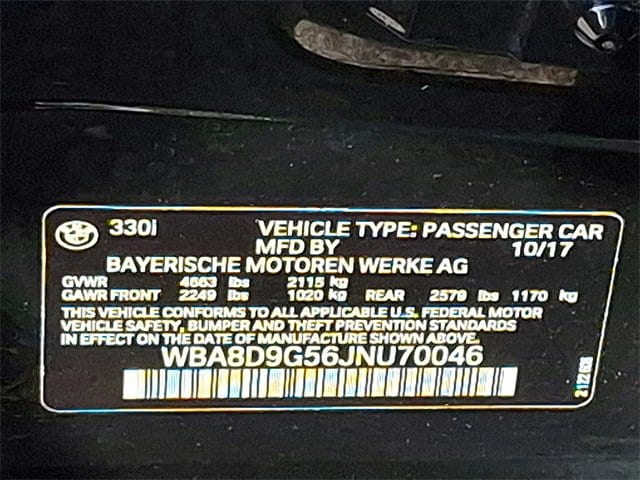 330i VEHICLE TYPE: PASSENGER CAR
MFD BY 10/17
BAYERISCHE MOTOREN WERKE AG
GVWR 4663 lbs 2115 kg
GAWR FRONT 2249 lbs 1020 kg REAR 2579 lbs 1170 kg
THIS VEHICLE CONFORMS TO ALL APPLICABLE U.S. FEDERAL MOTOR
VEHICLE SAFETY, BUMPER AND THEFT PREVENTION STANDARDS
IN EFFECT ON THE DATE OF MANUFACTURE SHOWN ABOVE.
WBA8D9G56JNU70046